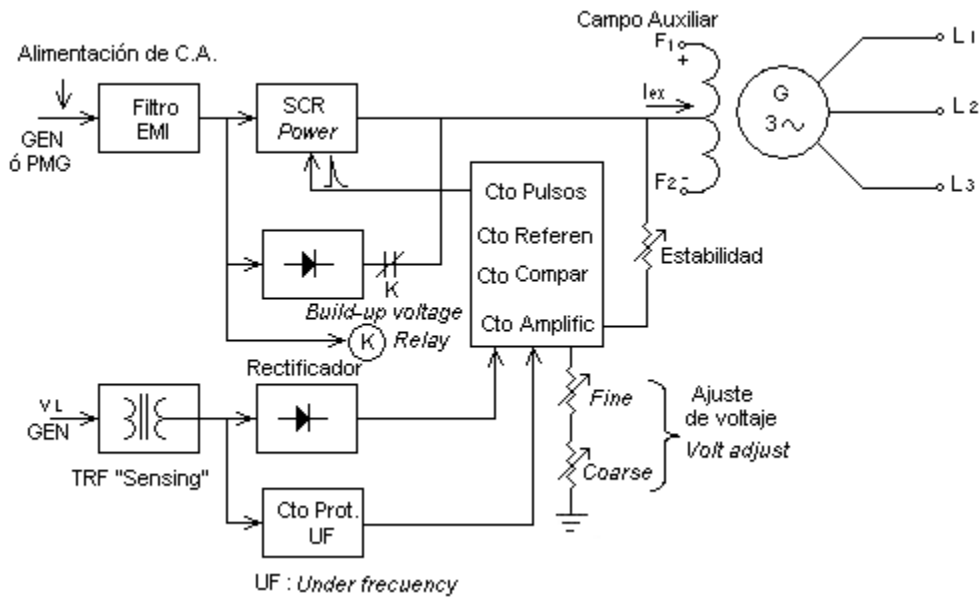 Campo Auxiliar
Alimentación de C.A.
GEN
ó PMG
Filtro
EMI
SCR
Power
Iex
F1
+
F2-
G
3~
L1
L2
L3
Cto Pulsos
Cto Referen
Cto Compar
Cto Amplific
Estabilidad
K
Build-up voltage
K
Relay
Rectificador
VL
GEN
TRF "Sensing"
Cto Prot.
UF
UF : Under frecuency
Fine
Coarse
Ajuste
de voltaje
Volt adjust